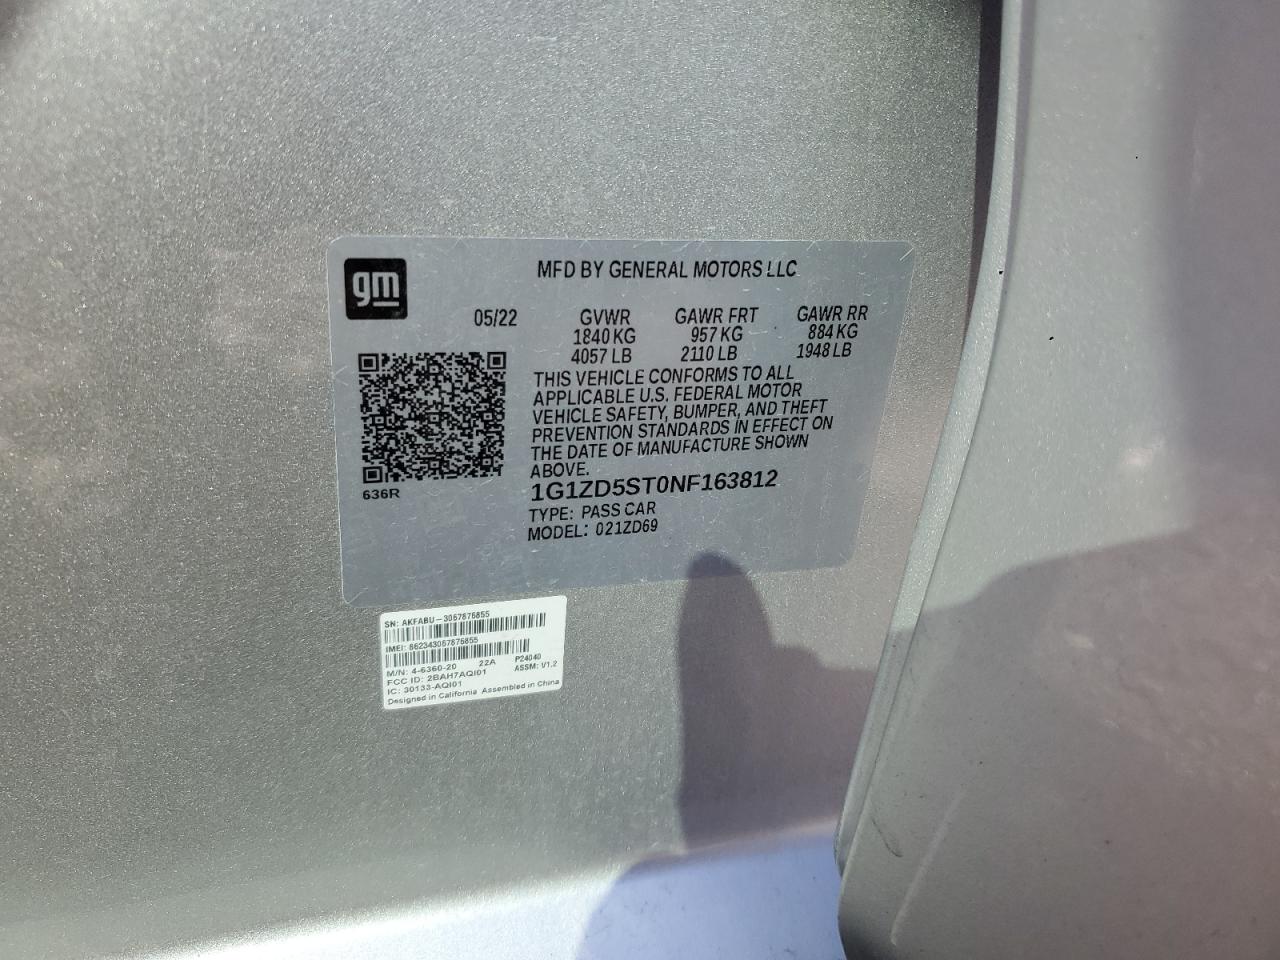 gm
MFD BY GENERAL MOTORS LLC
05/22 GVWR GAWR FRT GAWR RR
1840 KG 957 KG 884 KG
4057 LB 2110 LB 1948 LB
THIS VEHICLE CONFORMS TO ALL
APPLICABLE U.S. FEDERAL MOTOR
VEHICLE SAFETY, BUMPER, AND THEFT
PREVENTION STANDARDS IN EFFECT ON
THE DATE OF MANUFACTURE SHOWN
ABOVE.
636R
1G1ZD5ST0NF163812
TYPE: PASS CAR
MODEL: 021ZD69
SN: AKFABU-3057875855
IMEI: 862343057875855
M/N: 4-6360-20 22A P24040
FCC ID: 2BAH7AQI01 ASSM: V1.2
IC: 30133-AQI01
Designed in California Assembled in China